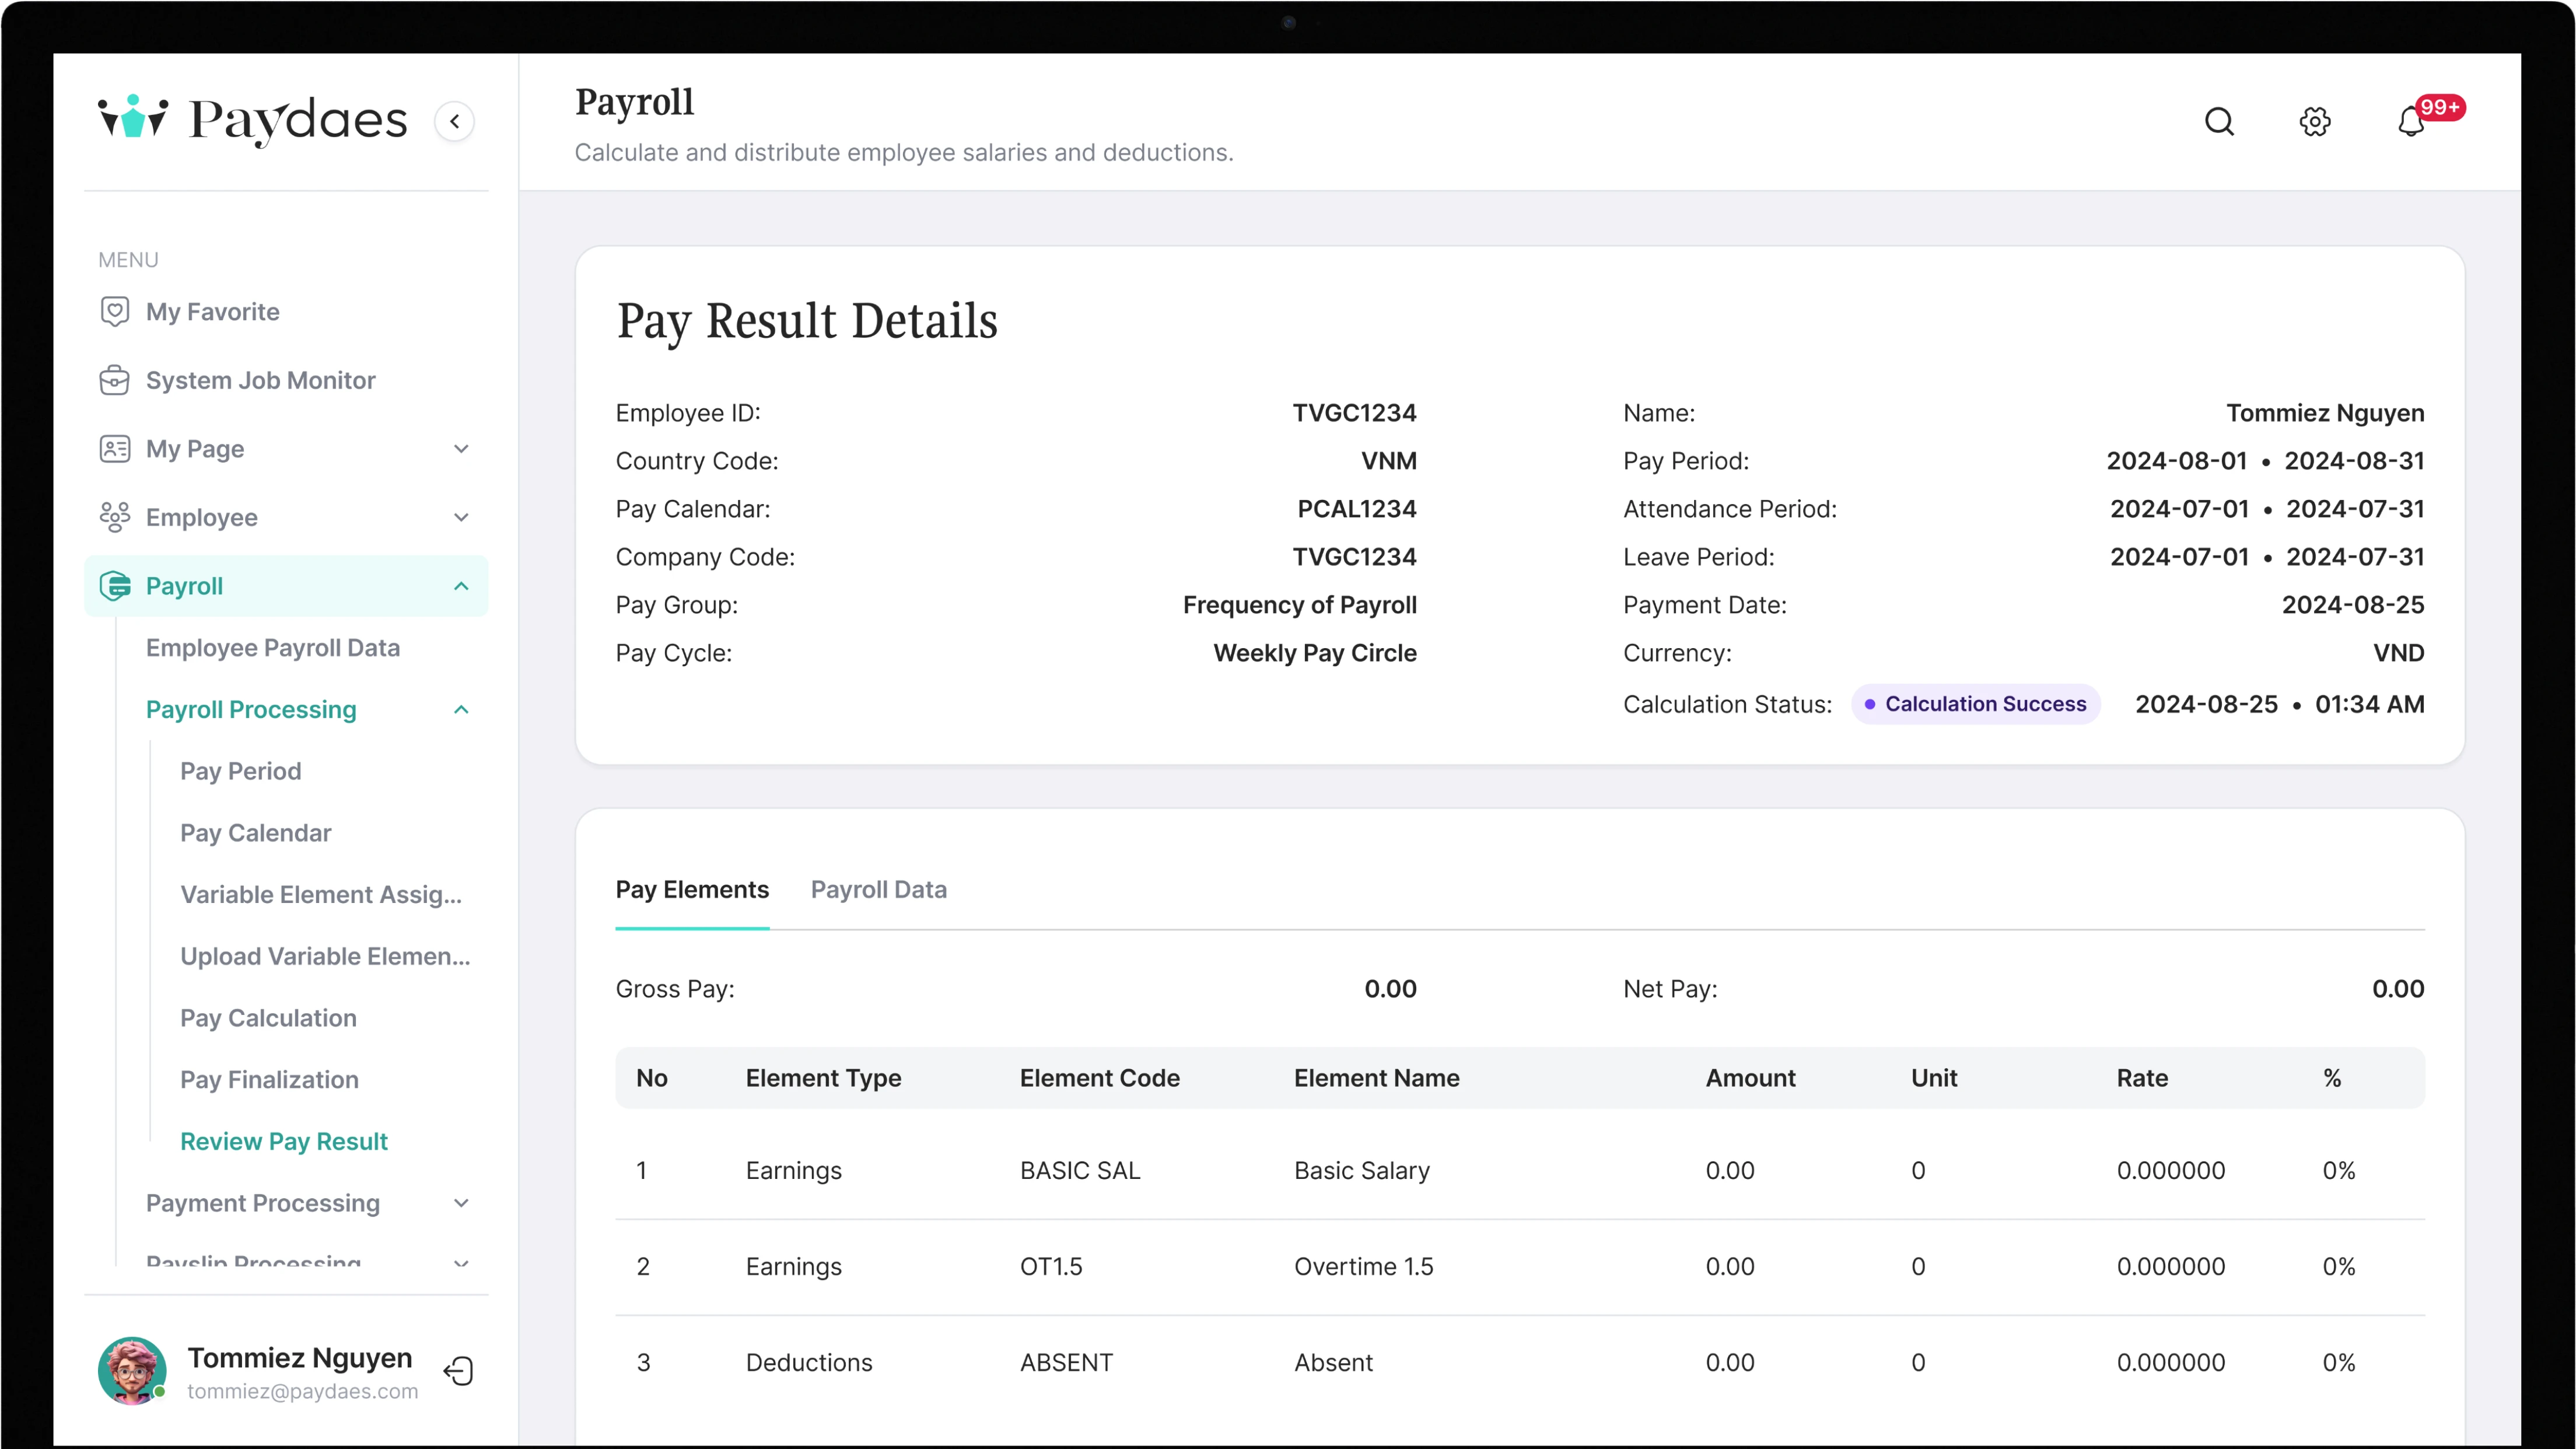 Paydaes
Payroll
Calculate and distribute employee salaries and deductions.
99+
MENU
My Favorite
System Job Monitor
My Page
Employee
Payroll
Employee Payroll Data
Payroll Processing
Pay Period
Pay Calendar
Variable Element Assig...
Upload Variable Elemen...
Pay Calculation
Pay Finalization
Review Pay Result
Payment Processing
Payslip Processing
Tommiez Nguyen
tommiez@paydaes.com
Pay Result Details
Employee ID: TVGC1234
Country Code: VNM
Pay Calendar: PCAL1234
Company Code: TVGC1234
Pay Group: Frequency of Payroll
Pay Cycle: Weekly Pay Circle
Name: Tommiez Nguyen
Pay Period: 2024-08-01 • 2024-08-31
Attendance Period: 2024-07-01 • 2024-07-31
Leave Period: 2024-07-01 • 2024-07-31
Payment Date: 2024-08-25
Currency: VND
Calculation Status: • Calculation Success 2024-08-25 • 01:34 AM
Pay Elements Payroll Data
Gross Pay: 0.00 Net Pay: 0.00
No Element Type Element Code Element Name Amount Unit Rate %
1 Earnings BASIC SAL Basic Salary 0.00 0 0.000000 0%
2 Earnings OT1.5 Overtime 1.5 0.00 0 0.000000 0%
3 Deductions ABSENT Absent 0.00 0 0.000000 0%